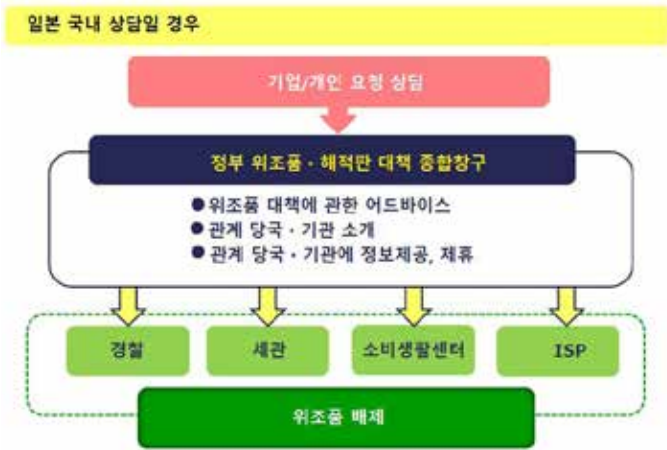 일본 국내 상담일 경우
기업/개인 요청 상담
정부 위조품・해적판 대책 종합창구
●위조품 대책에 관한 어드바이스
●관계 당국・기관 소개
●관계 당국・기관에 정보제공, 제휴
경찰
세관
소비생활센터
ISP
위조품 배제